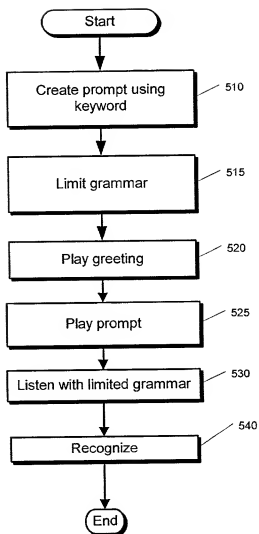 Start
Create prompt using
keyword
510
Limit grammar
515
Play greeting
520
Play prompt
525
Listen with limited grammar
530
Recognize
540
End